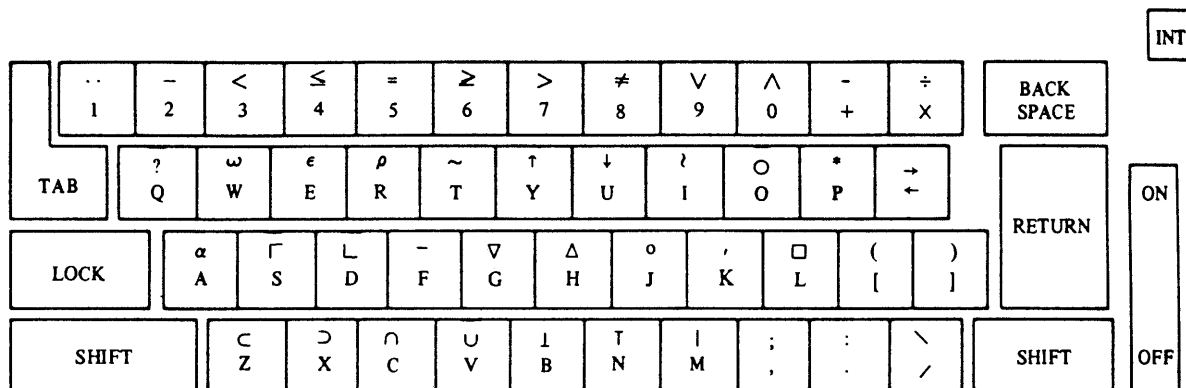 INT
¨ ¯ < ≤ = ≥ > ≠ ∨ ∧ - ÷
1 2 3 4 5 6 7 8 9 0 + ×
BACK
SPACE
? ω ϵ ρ ~ ↑ ↓ ≀ ○ * →
TAB Q W E R T Y U I O P ←
ON
RETURN
α ⌈ ⌊ _ ∇ Δ ∘ ' □ ( )
LOCK A S D F G H J K L [ ]
⊂ ⊃ ∩ ∪ ⊥ ⊤ | ; : \
SHIFT Z X C V B N M , . / SHIFT
OFF